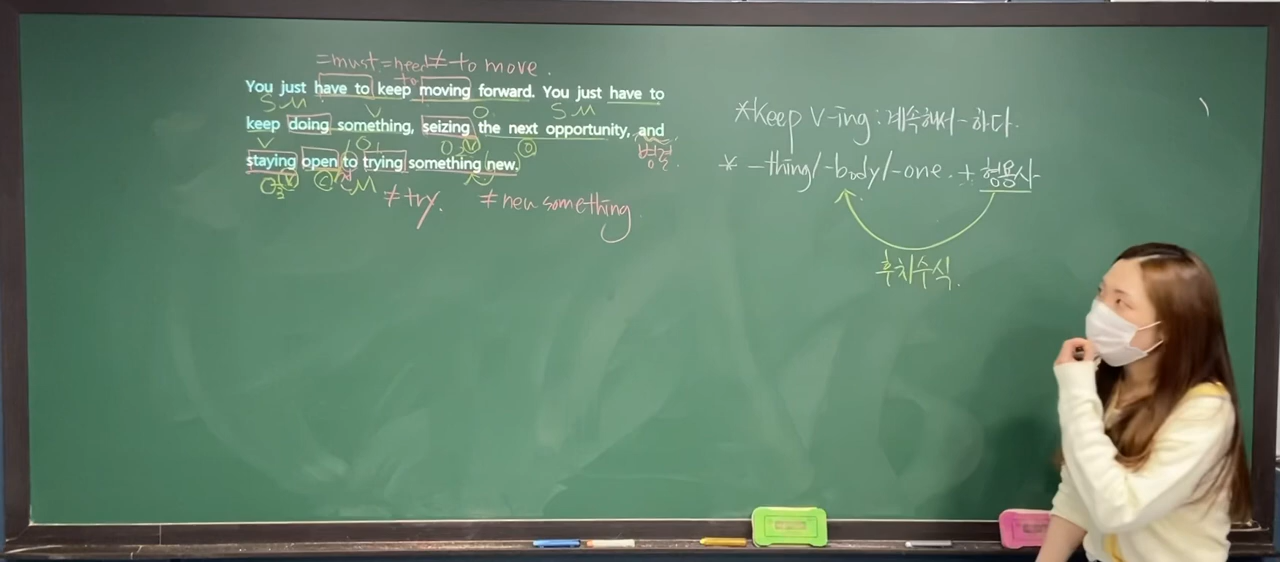 =must=need to ≠ to move.
You just have to keep moving forward. You just have to
S M V O S M
keep doing something, seizing the next opportunity, and
V O O V O 병렬
staying open to trying something new.
O V C 전 M ≠try. ≠new something
*keep v-ing : 계속해서 ~하다.
* -thing/-body/-one. + 형용사
후치수식.